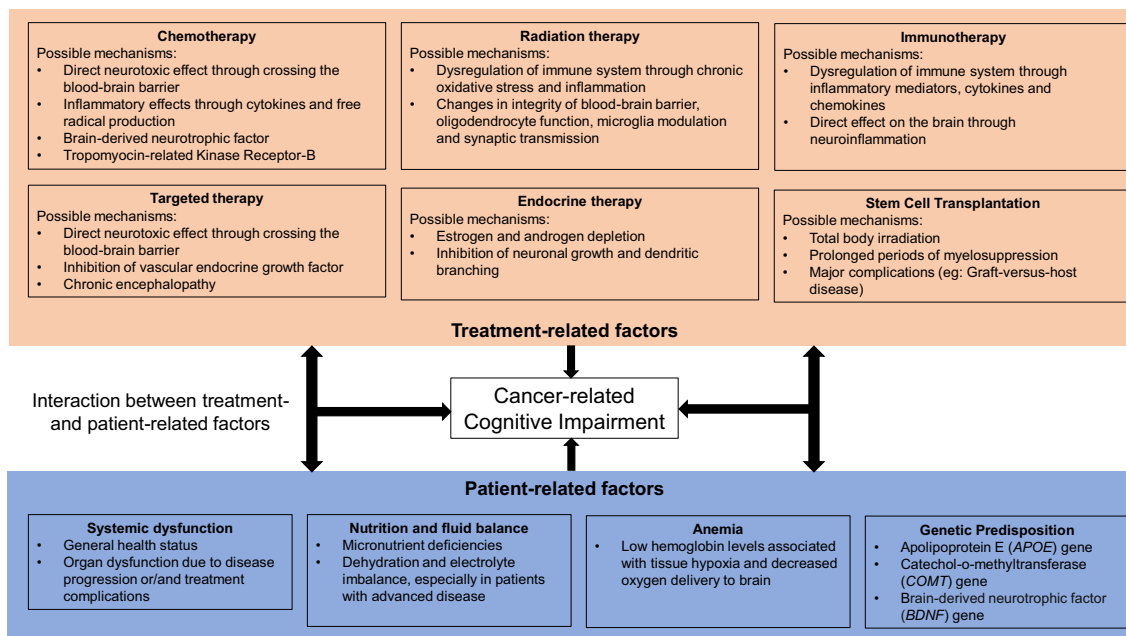 Chemotherapy
Possible mechanisms:
• Direct neurotoxic effect through crossing the
blood-brain barrier
• Inflammatory effects through cytokines and free
radical production
• Brain-derived neurotrophic factor
• Tropomyocin-related Kinase Receptor-B
Radiation therapy
Possible mechanisms:
• Dysregulation of immune system through chronic
oxidative stress and inflammation
• Changes in integrity of blood-brain barrier,
oligodendrocyte function, microglia modulation
and synaptic transmission
Immunotherapy
Possible mechanisms:
• Dysregulation of immune system through
inflammatory mediators, cytokines and
chemokines
• Direct effect on the brain through
neuroinflammation
Targeted therapy
Possible mechanisms:
• Direct neurotoxic effect through crossing the
blood-brain barrier
• Inhibition of vascular endocrine growth factor
• Chronic encephalopathy
Endocrine therapy
Possible mechanisms:
• Estrogen and androgen depletion
• Inhibition of neuronal growth and dendritic
branching
Stem Cell Transplantation
Possible mechanisms:
• Total body irradiation
• Prolonged periods of myelosuppression
• Major complications (eg: Graft-versus-host
disease)
Treatment-related factors
Interaction between treatment-
and patient-related factors
Cancer-related
Cognitive Impairment
Patient-related factors
Systemic dysfunction
• General health status
• Organ dysfunction due to disease
progression or/and treatment
complications
Nutrition and fluid balance
• Micronutrient deficiencies
• Dehydration and electrolyte
imbalance, especially in patients
with advanced disease
Anemia
• Low hemoglobin levels associated
with tissue hypoxia and decreased
oxygen delivery to brain
Genetic Predisposition
• Apolipoprotein E (APOE) gene
• Catechol-o-methyltransferase
(COMT) gene
• Brain-derived neurotrophic factor
(BDNF) gene